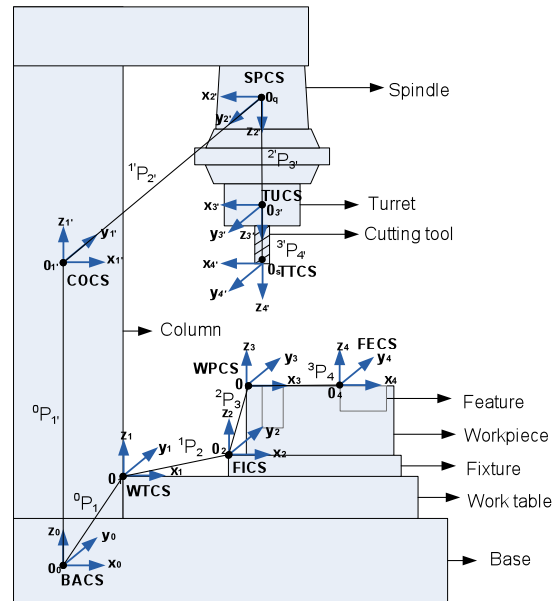 SPCS
x2' 0q
Spindle
y2'
z2'
1'P2'
2'P3'
TUCS
x3' 03'
Turret
z1'
y1'
y3' z3'
Cutting tool
3'P4'
01' x1'
x4' 0s TTCS
COCS
y4' z4'
Column
z3 z4 FECS
WPCS y3 3P4 y4
0 x3 04 x4
0P1'
2P3
Feature
z2
z1 y1 1P2 02 y2
Workpiece
FICS x2
0 x1
Fixture
WTCS
0P1
Work table
z0 y0
00 x0
Base
BACS